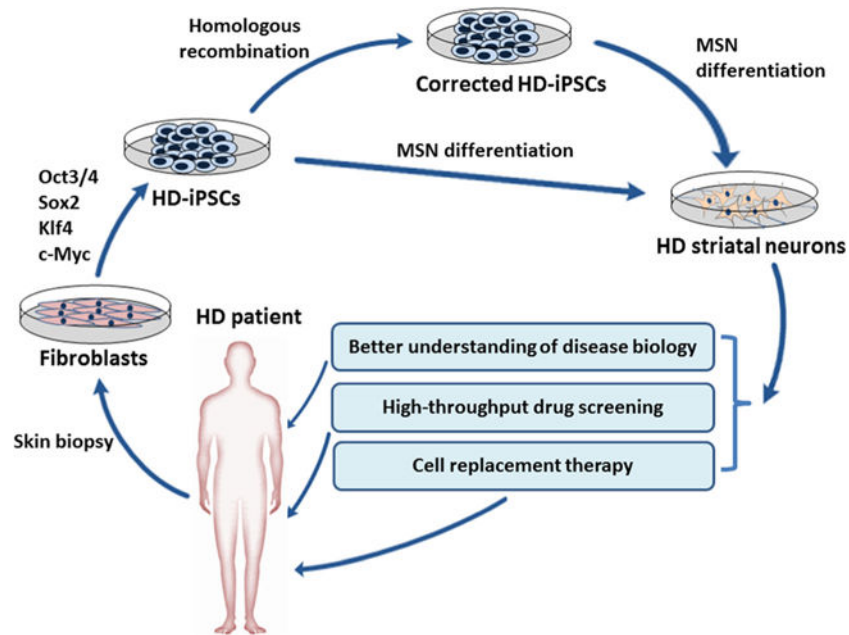 Homologous
recombination
Corrected HD-iPSCs
MSN
differentiation
HD-iPSCs
MSN differentiation
Oct3/4
Sox2
Klf4
c-Myc
HD striatal neurons
Fibroblasts
HD patient
Better understanding of disease biology
High-throughput drug screening
Cell replacement therapy
Skin biopsy